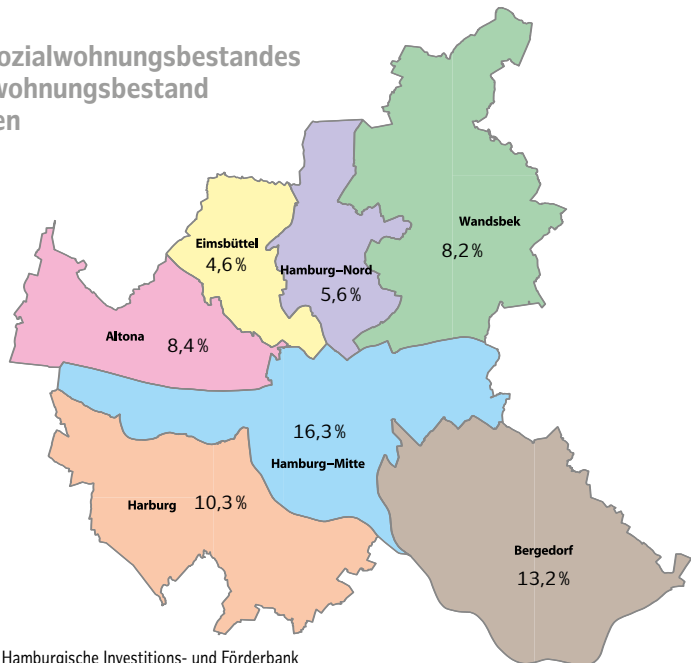 ozialwohnungsbestandes
wohnungsbestand
en
Wandsbek
8,2 %
Eimsbüttel
4,6 %
Hamburg–Nord
5,6 %
Altona
8,4 %
16,3 %
Hamburg–Mitte
Harburg 10,3 %
Bergedorf
13,2 %
Hamburgische Investitions- und Förderbank